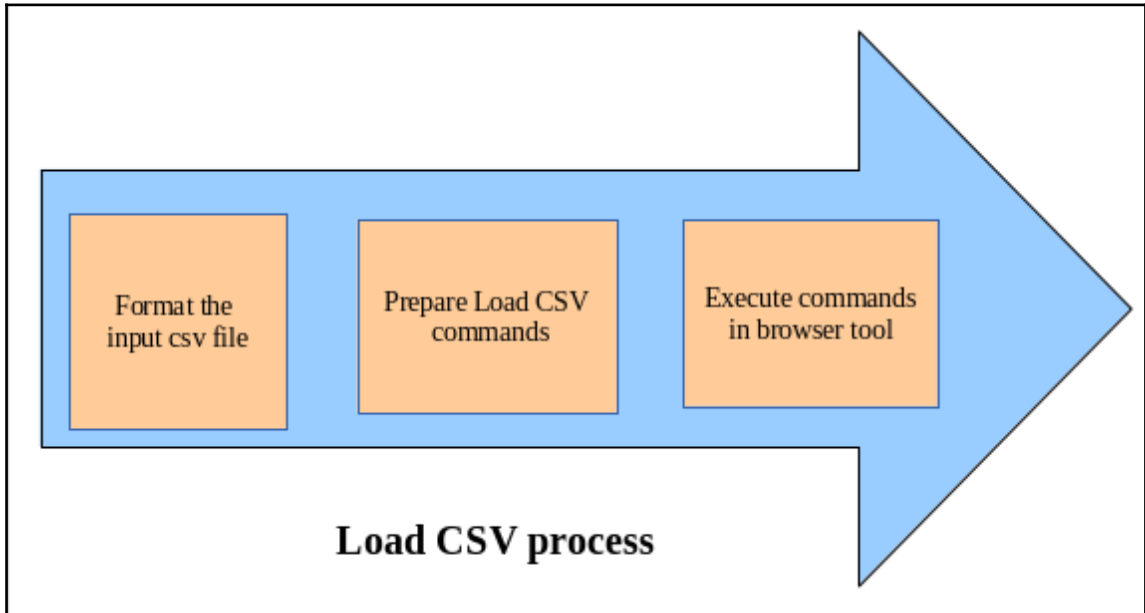 Format the
input csv file
Prepare Load CSV
commands
Execute commands
in browser tool
Load CSV process